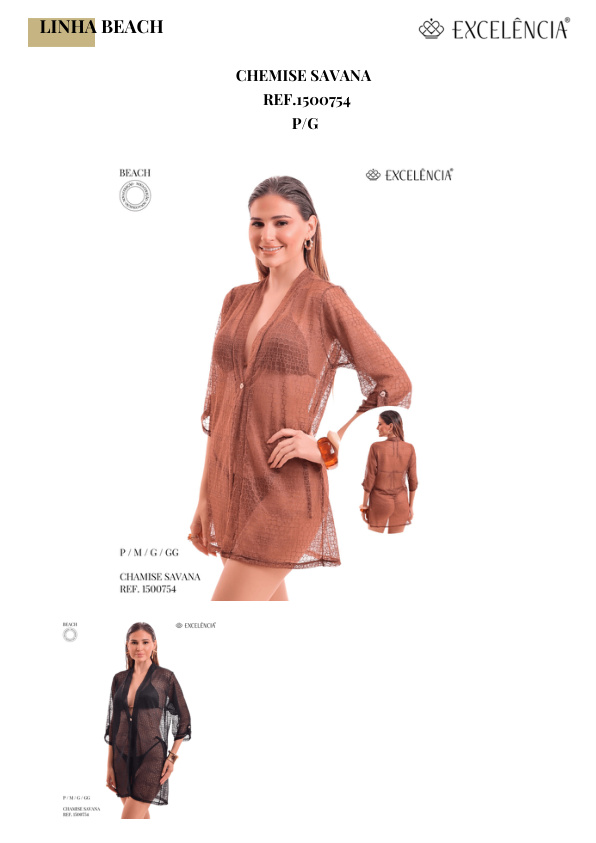 LINHA BEACH
EXCELÊNCIA®
CHEMISE SAVANA
REF.1500754
P/G
BEACH
EXCELÊNCIA®
P / M / G / GG
CHAMISE SAVANA
REF. 1500754
BEACH
EXCELÊNCIA
P / M / G / GG
CHAMISE SAVANA
REF. 1500754